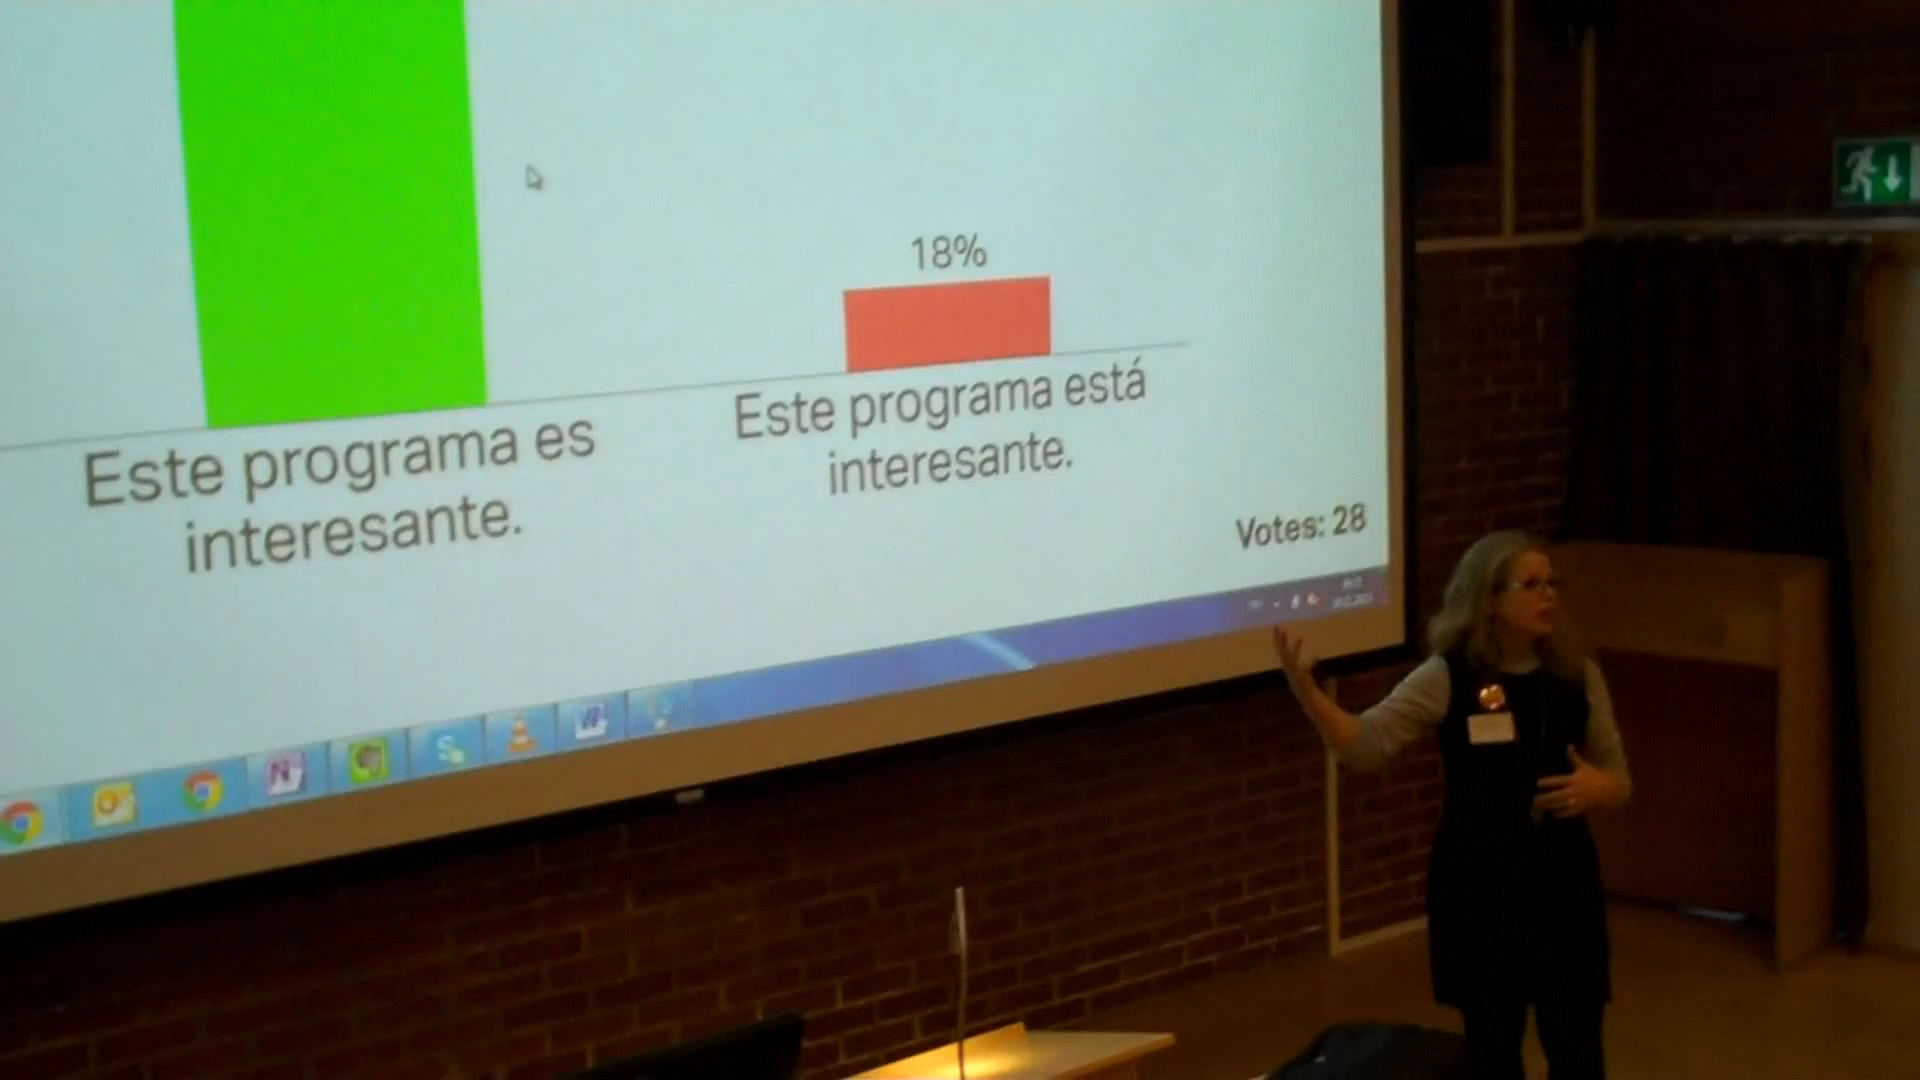 18%
Este programa es
interesante.
Este programa está
interesante.
Votes: 28